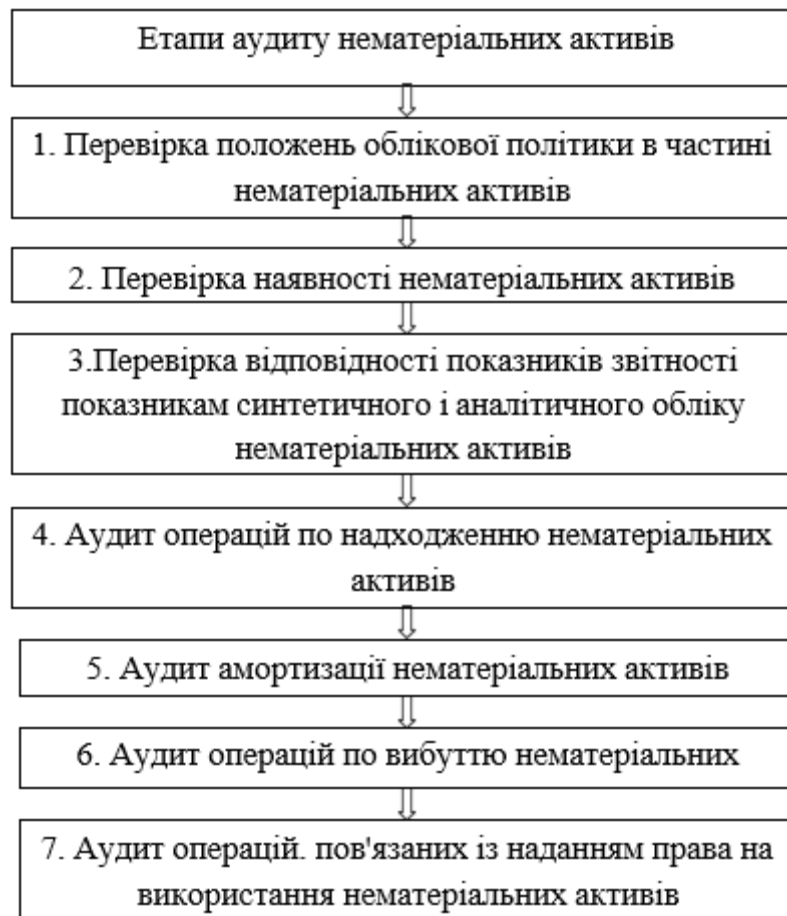 Етапи аудиту нематеріальних активів
1. Перевірка положень облікової політики в частині
нематеріальних активів
2. Перевірка наявності нематеріальних активів
3.Перевірка відповідності показників звітності
показникам синтетичного і аналітичного обліку
нематеріальних активів
4. Аудит операцій по надходженню нематеріальних
активів
5. Аудит амортизації нематеріальних активів
6. Аудит операцій по вибуттю нематеріальних
7. Аудит операцій. пов'язаних із наданням права на
використання нематеріальних активів